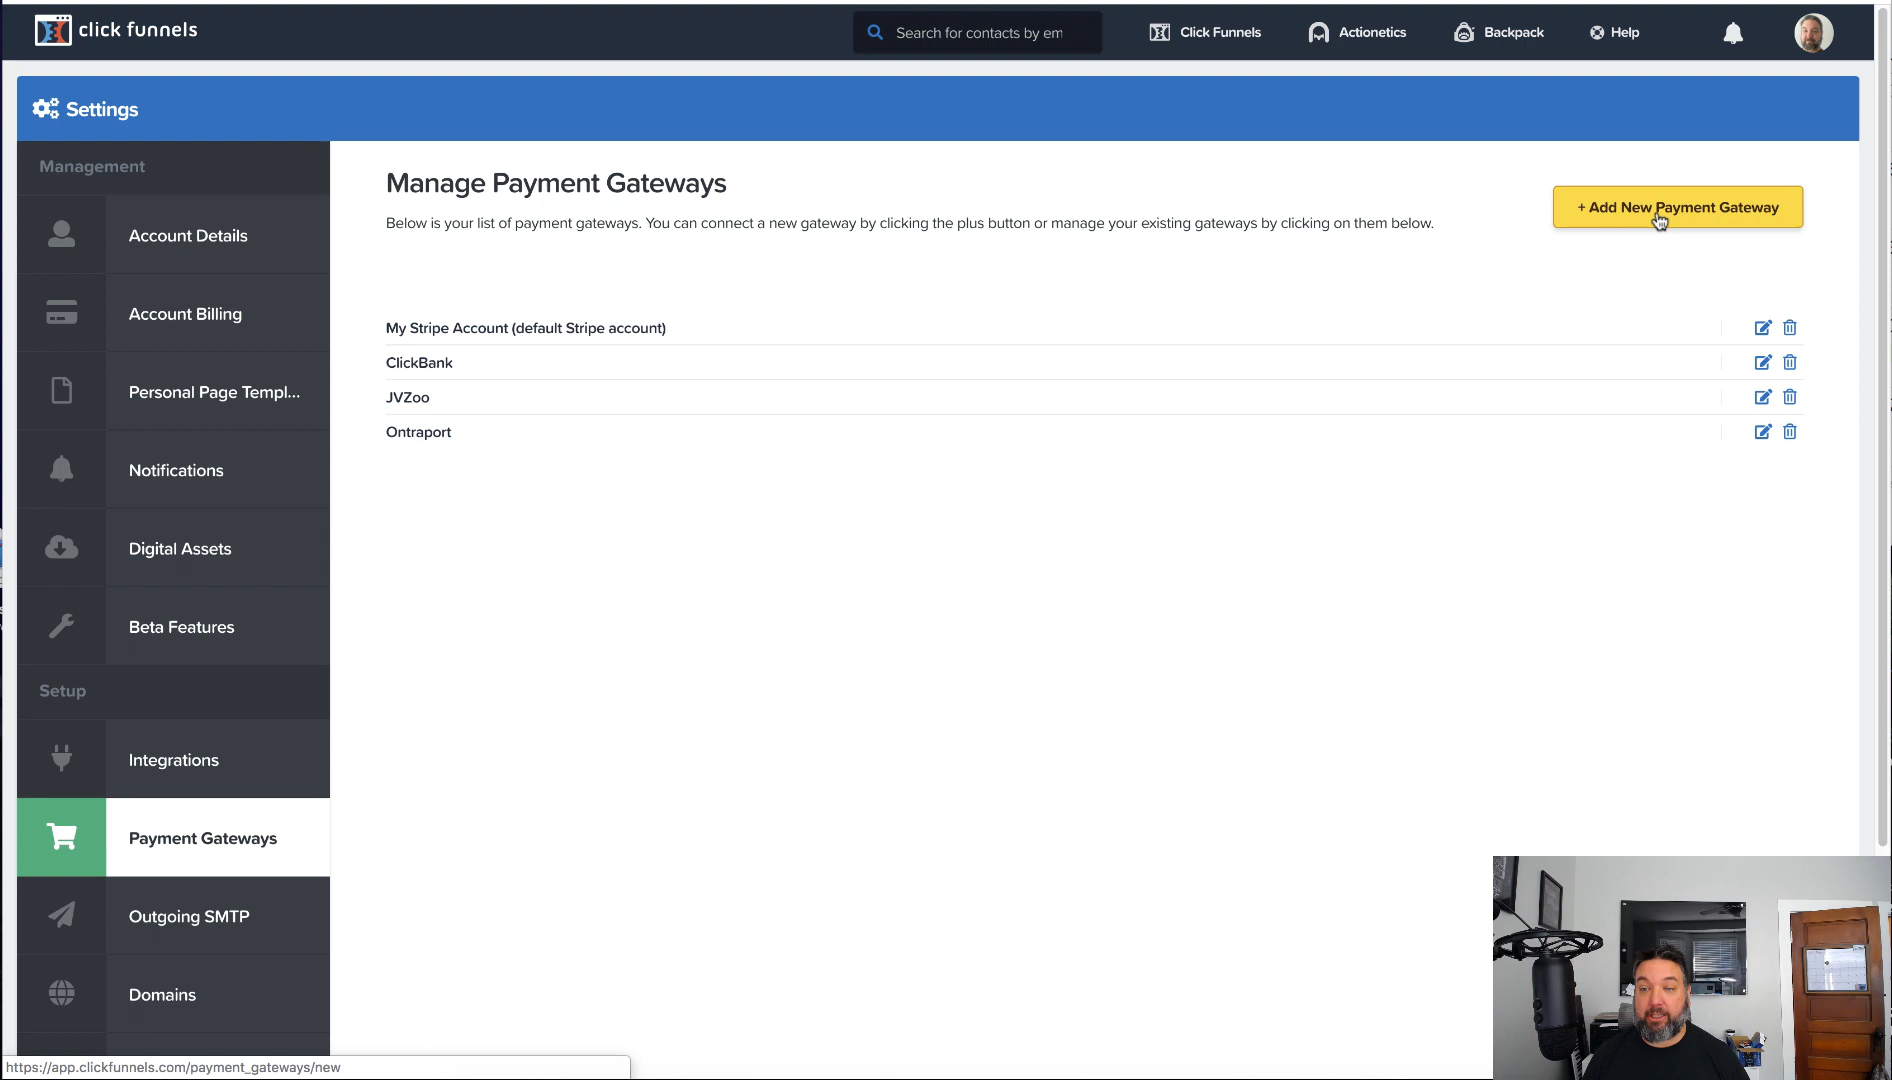 click funnels
Search for contacts by em
Click Funnels
Actionetics
Backpack
Help
Settings
Management
Account Details
Account Billing
Personal Page Templ...
Notifications
Digital Assets
Beta Features
Setup
Integrations
Payment Gateways
Outgoing SMTP
Domains
Manage Payment Gateways
Below is your list of payment gateways. You can connect a new gateway by clicking the plus button or manage your existing gateways by clicking on them below.
+ Add New Payment Gateway
My Stripe Account (default Stripe account)
ClickBank
JVZoo
Ontraport
https://app.clickfunnels.com/payment_gateways/new